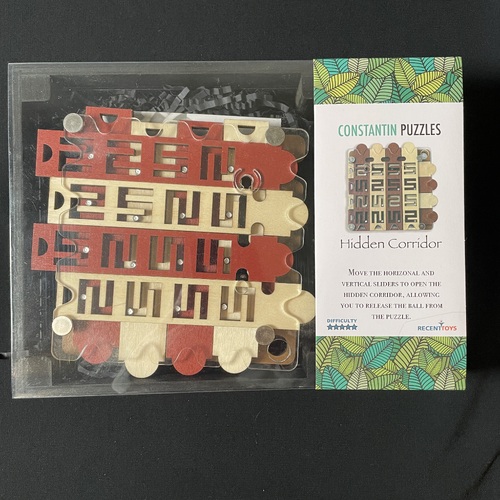 CONSTANTIN PUZZLES
Hidden Corridor
MOVE THE HORIZONAL AND
VERTICAL SLIDERS TO OPEN THE
HIDDEN CORRIDOR, ALLOWING
YOU TO RELEASE THE BALL FROM
THE PUZZLE.
DIFFICULTY
RECENTTOYS